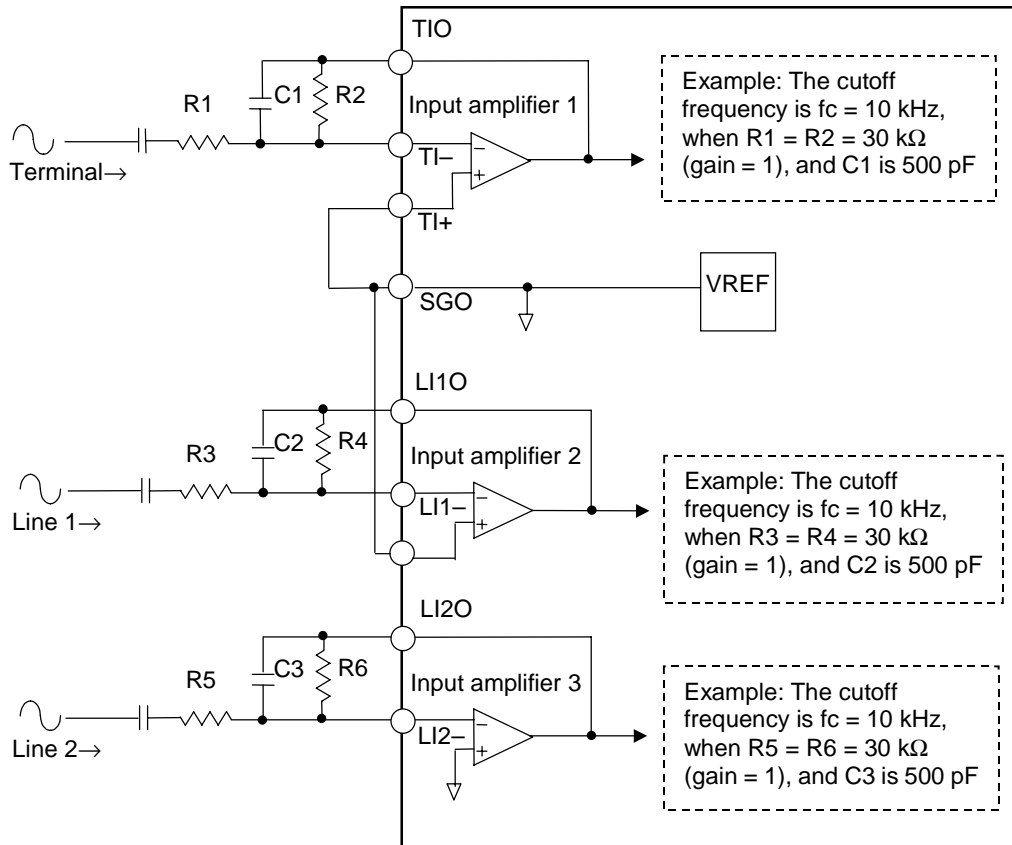 TIO
Example: The cutoff
frequency is fc = 10 kHz,
when R1 = R2 = 30 kΩ
(gain = 1), and C1 is 500 pF
R1
C1
R2
Input amplifier 1
Terminal→
TI–
−
+
TI+
SGO
VREF
LI1O
R3
C2
R4
Input amplifier 2
Line 1→
LI1–
−
+
Example: The cutoff
frequency is fc = 10 kHz,
when R3 = R4 = 30 kΩ
(gain = 1), and C2 is 500 pF
LI2O
R5
C3
R6
Input amplifier 3
Line 2→
LI2–
−
+
Example: The cutoff
frequency is fc = 10 kHz,
when R5 = R6 = 30 kΩ
(gain = 1), and C3 is 500 pF